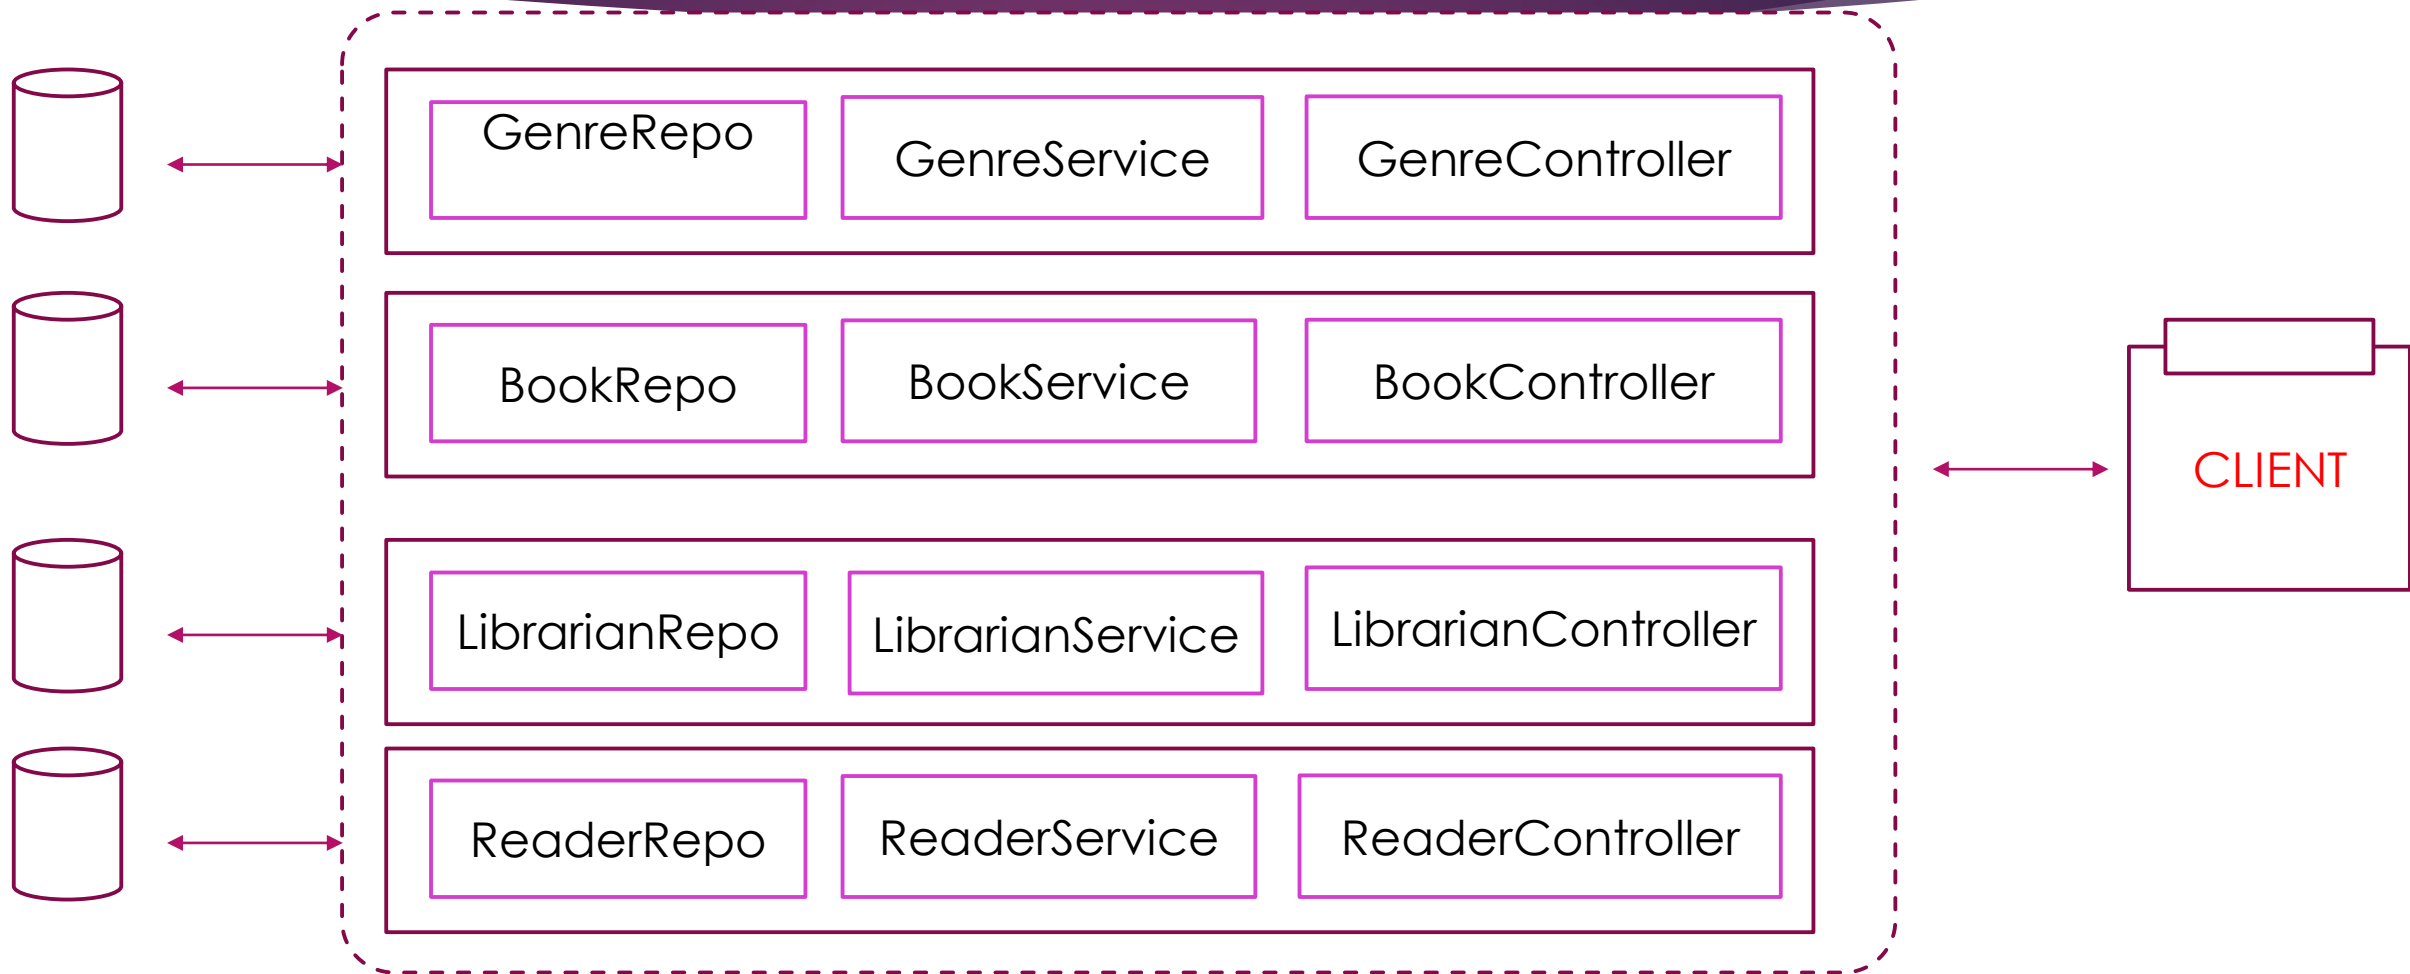 GenreRepo
GenreService
GenreController
BookRepo
BookService
BookController
CLIENT
LibrarianRepo
LibrarianService
LibrarianController
ReaderRepo
ReaderService
ReaderController